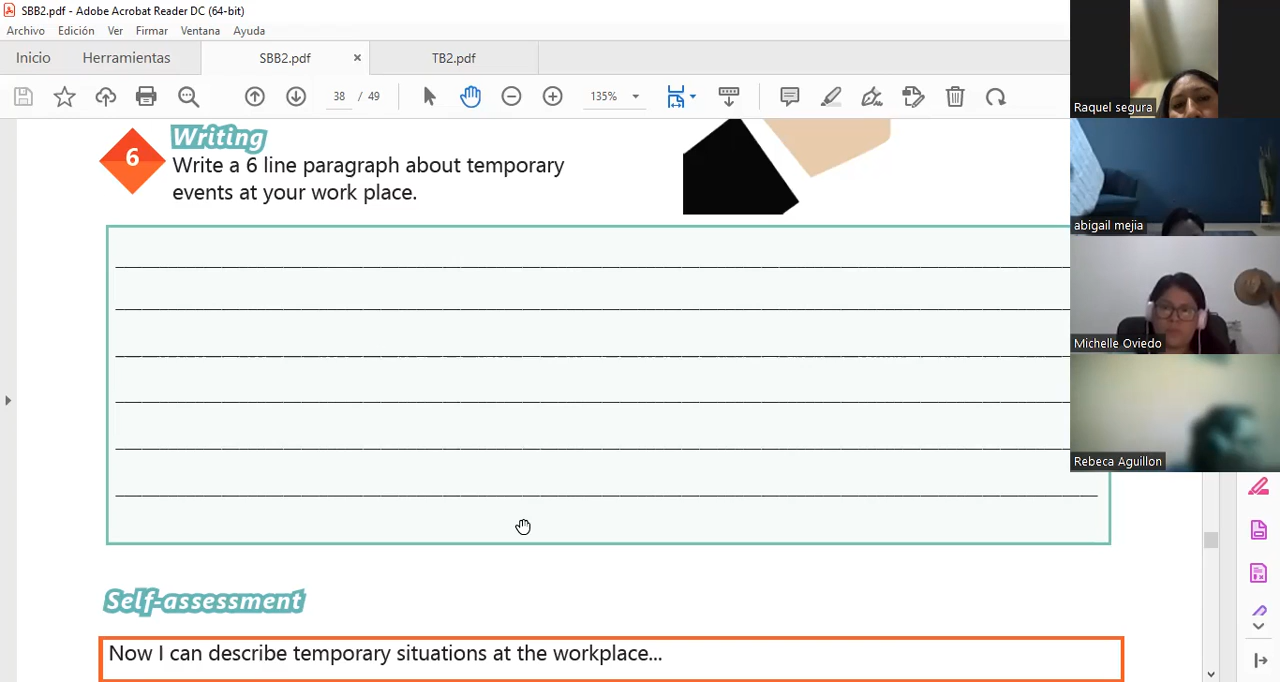 SBB2.pdf - Adobe Acrobat Reader DC (64-bit)
Archivo Edición Ver Firmar Ventana Ayuda
Inicio Herramientas SBB2.pdf × TB2.pdf
38 / 49 135%
Raquel segura
abigail mejia
Michelle Oviedo
Rebeca Aguillon
6
Writing
Write a 6 line paragraph about temporary
events at your work place.
Self-assessment
Now I can describe temporary situations at the workplace...